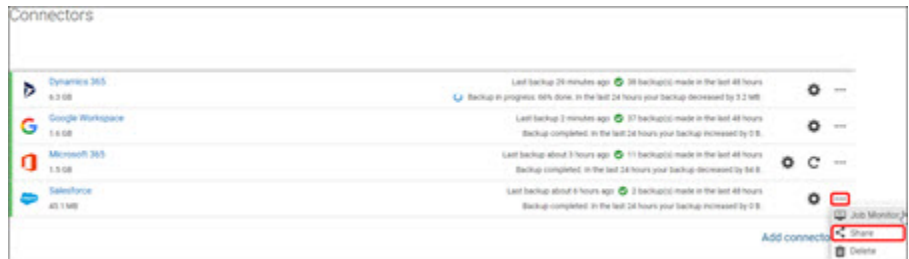 Connectors
Dynamics 365
Last backup 29 minutes ago 38 backup(s) made in the last 48 hours
6.3 GB
Backup in progress: 66% done. In the last 24 hours your backup decreased by 3.2 MB.
Google Workspace
Last backup 2 minutes ago 37 backup(s) made in the last 48 hours
1.6 GB
Backup completed. In the last 24 hours your backup increased by 0 B.
Microsoft 365
Last backup about 3 hours ago 11 backup(s) made in the last 48 hours
1.5 GB
Backup completed. In the last 24 hours your backup decreased by 84 B.
Salesforce
Last backup about 6 hours ago 2 backup(s) made in the last 48 hours
45.1 MB
Backup completed. In the last 24 hours your backup increased by 0 B.
Job Monitor
Add connecto
Share
Delete